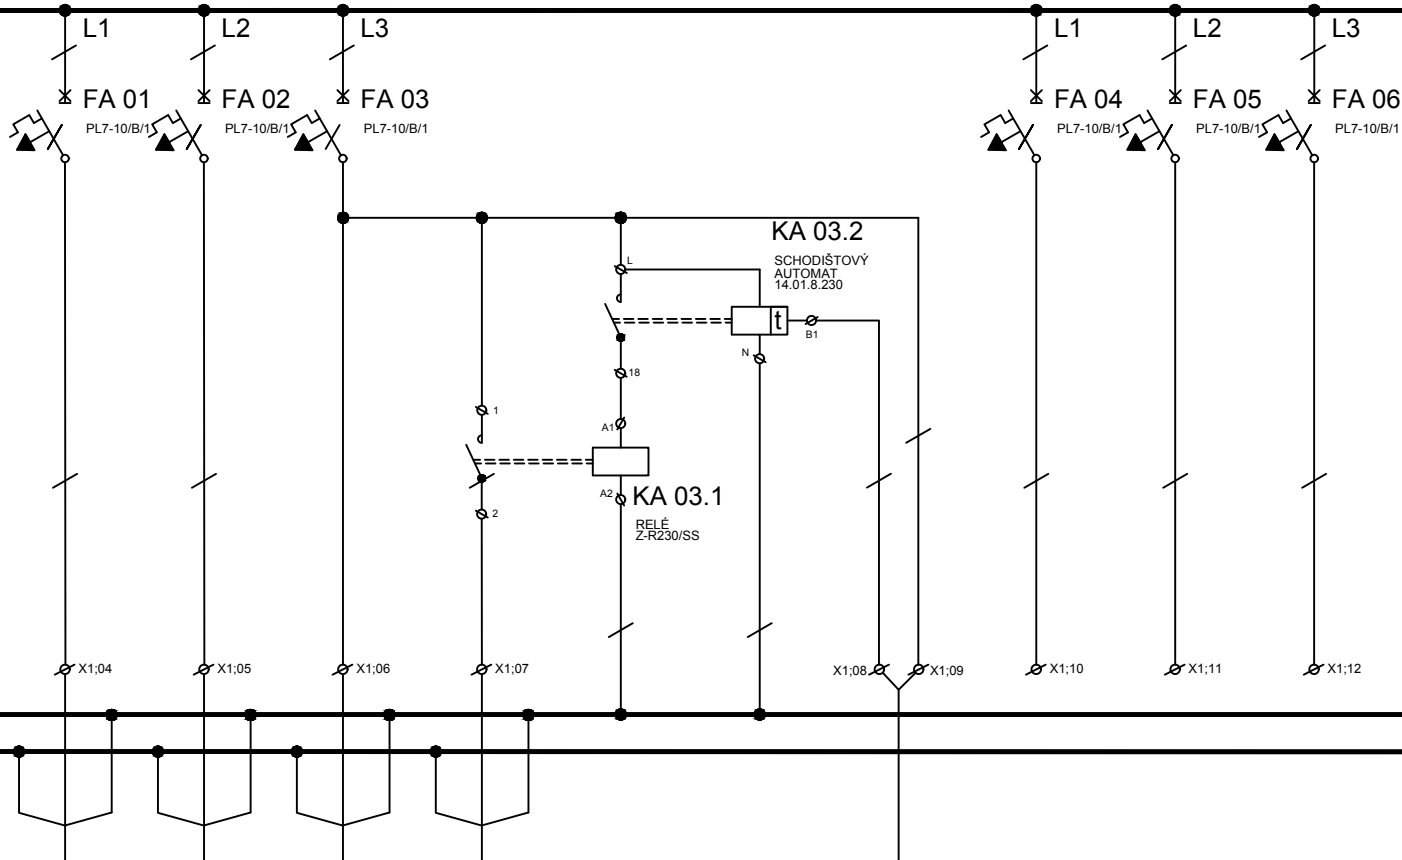 L1
L2
L3
L1
L2
L3
FA 01
FA 02
FA 03
FA 04
FA 05
FA 06
PL7-10/B/1
PL7-10/B/1
PL7-10/B/1
PL7-10/B/1
PL7-10/B/1
PL7-10/B/1
KA 03.2
SCHODIŠTOVÝ
AUTOMAT
14.01.8.230
L
t
B1
N
18
1
A1
A2
KA 03.1
2
RELÉ
Z-R230/SS
X1;04
X1;05
X1;06
X1;07
X1;08
X1;09
X1;10
X1;11
X1;12